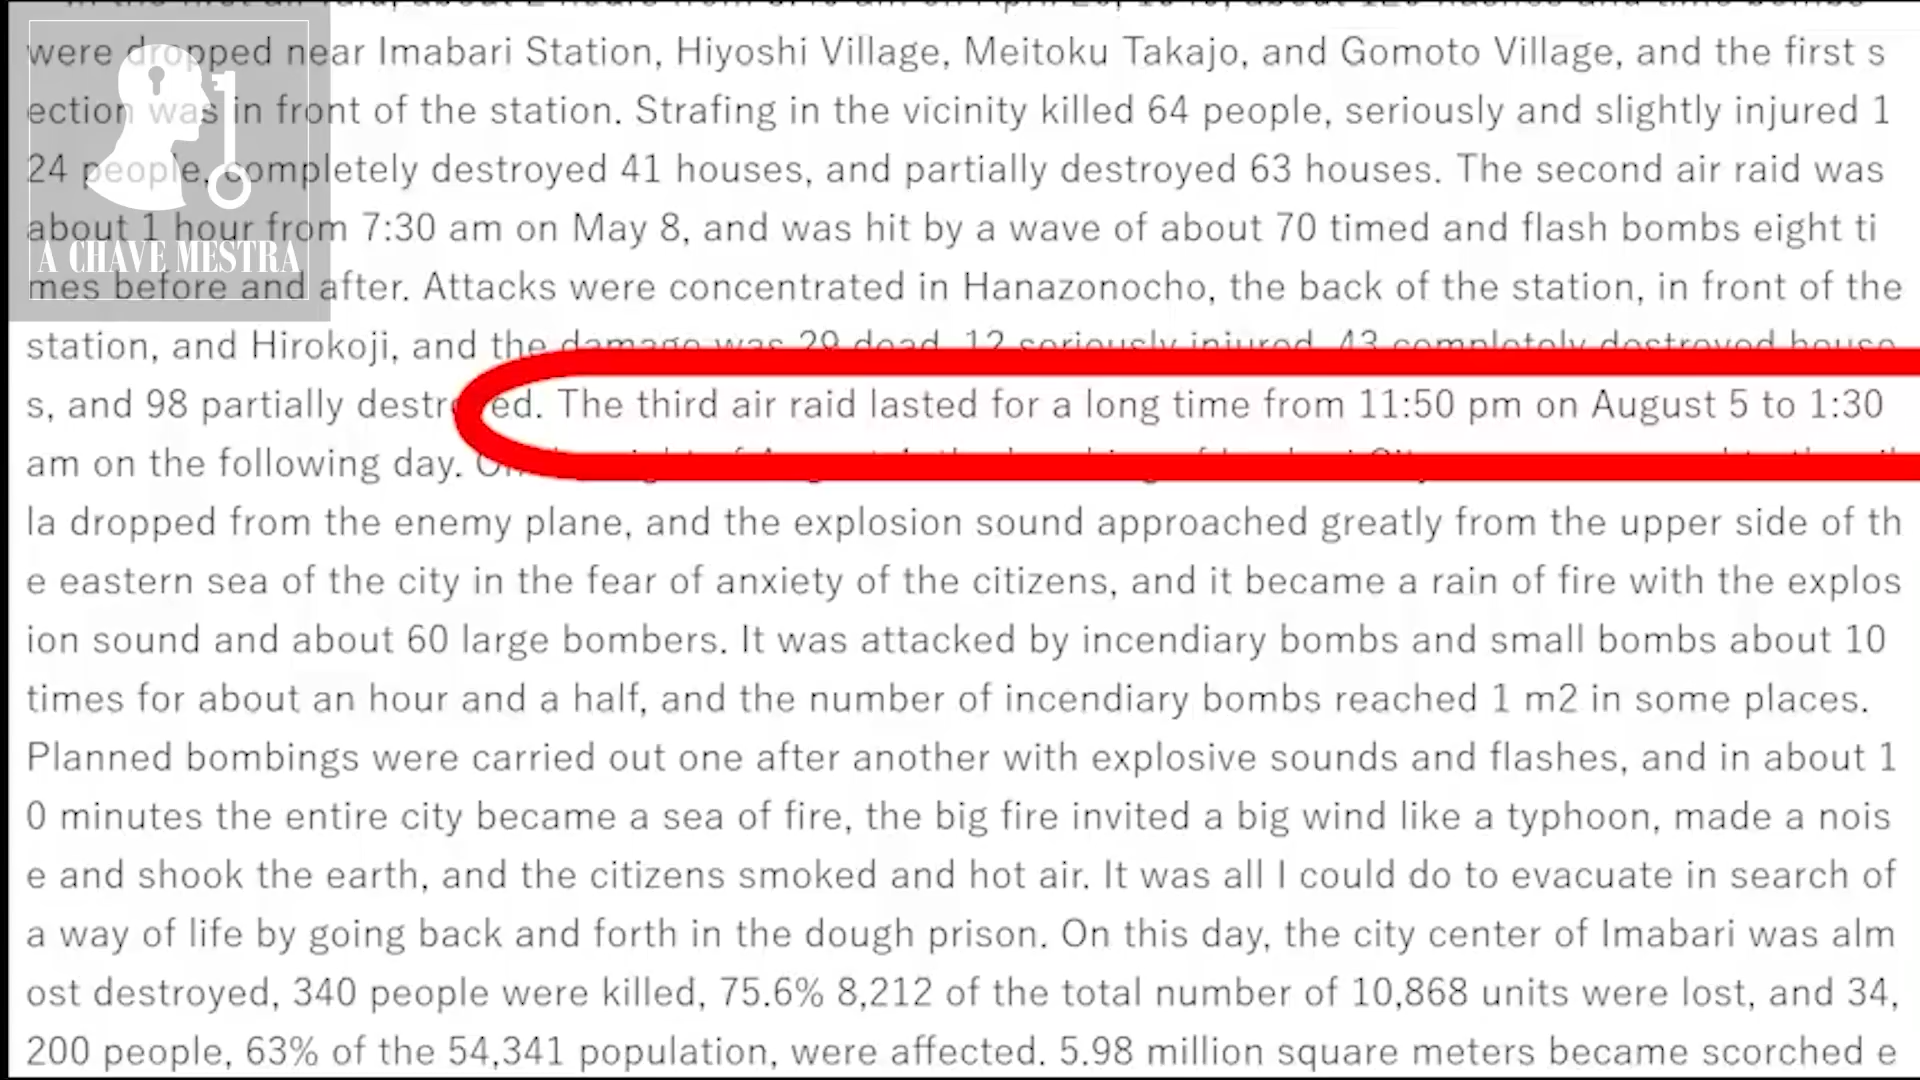 were dropped near Imabari Station, Hiyoshi Village, Meitoku Takajo, and Gomoto Village, and the first s
ection was in front of the station. Strafing in the vicinity killed 64 people, seriously and slightly injured 1
24 people, completely destroyed 41 houses, and partially destroyed 63 houses. The second air raid was
about 1 hour from 7:30 am on May 8, and was hit by a wave of about 70 timed and flash bombs eight ti
A CHAVE MESTRA
mes before and after. Attacks were concentrated in Hanazonocho, the back of the station, in front of the
station, and Hirokoji, and the damage was 29 dead, 12 seriously injured, 43 completely destroyed house
s, and 98 partially destroyed. The third air raid lasted for a long time from 11:50 pm on August 5 to 1:30
am on the following day.
la dropped from the enemy plane, and the explosion sound approached greatly from the upper side of th
e eastern sea of the city in the fear of anxiety of the citizens, and it became a rain of fire with the explos
ion sound and about 60 large bombers. It was attacked by incendiary bombs and small bombs about 10
times for about an hour and a half, and the number of incendiary bombs reached 1 m2 in some places.
Planned bombings were carried out one after another with explosive sounds and flashes, and in about 1
0 minutes the entire city became a sea of fire, the big fire invited a big wind like a typhoon, made a nois
e and shook the earth, and the citizens smoked and hot air. It was all I could do to evacuate in search of
a way of life by going back and forth in the dough prison. On this day, the city center of Imabari was alm
ost destroyed, 340 people were killed, 75.6% 8,212 of the total number of 10,868 units were lost, and 34,
200 people, 63% of the 54,341 population, were affected. 5.98 million square meters became scorched e